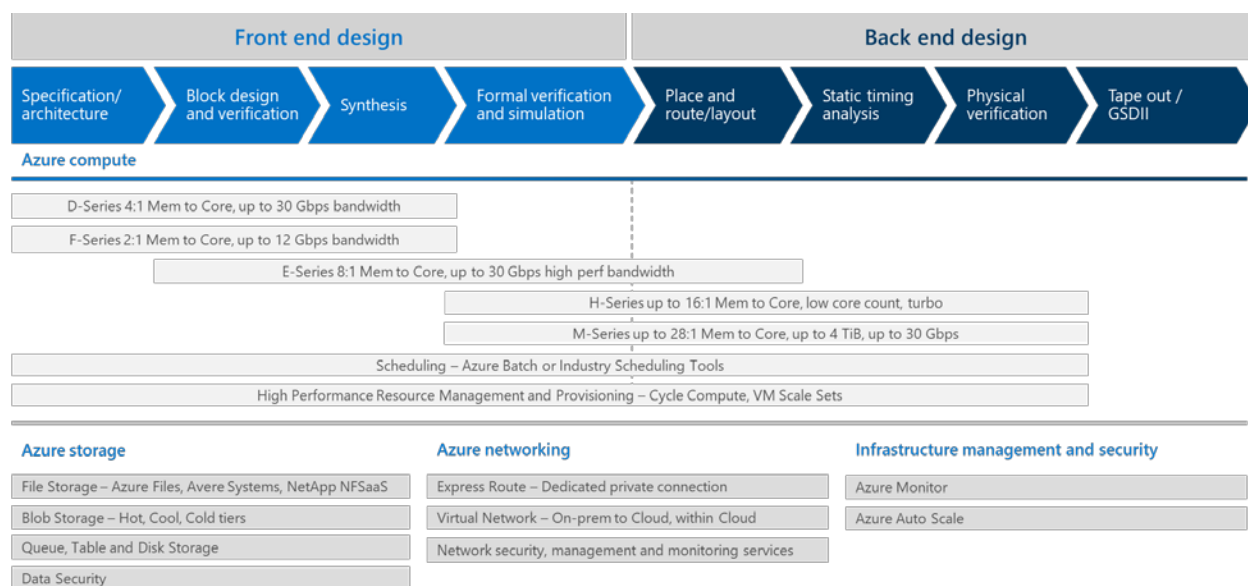 Front end design
Back end design
Specification/
architecture
Block design
and verification
Synthesis
Formal verification
and simulation
Place and
route/layout
Static timing
analysis
Physical
verification
Tape out /
GSDII
Azure compute
D-Series 4:1 Mem to Core, up to 30 Gbps bandwidth
F-Series 2:1 Mem to Core, up to 12 Gbps bandwidth
E-Series 8:1 Mem to Core, up to 30 Gbps high perf bandwidth
H-Series up to 16:1 Mem to Core, low core count, turbo
M-Series up to 28:1 Mem to Core, up to 4 TiB, up to 30 Gbps
Scheduling – Azure Batch or Industry Scheduling Tools
High Performance Resource Management and Provisioning – Cycle Compute, VM Scale Sets
Azure storage
File Storage – Azure Files, Avere Systems, NetApp NFSaaS
Blob Storage – Hot, Cool, Cold tiers
Queue, Table and Disk Storage
Data Security
Azure networking
Express Route – Dedicated private connection
Virtual Network – On-prem to Cloud, within Cloud
Network security, management and monitoring services
Infrastructure management and security
Azure Monitor
Azure Auto Scale